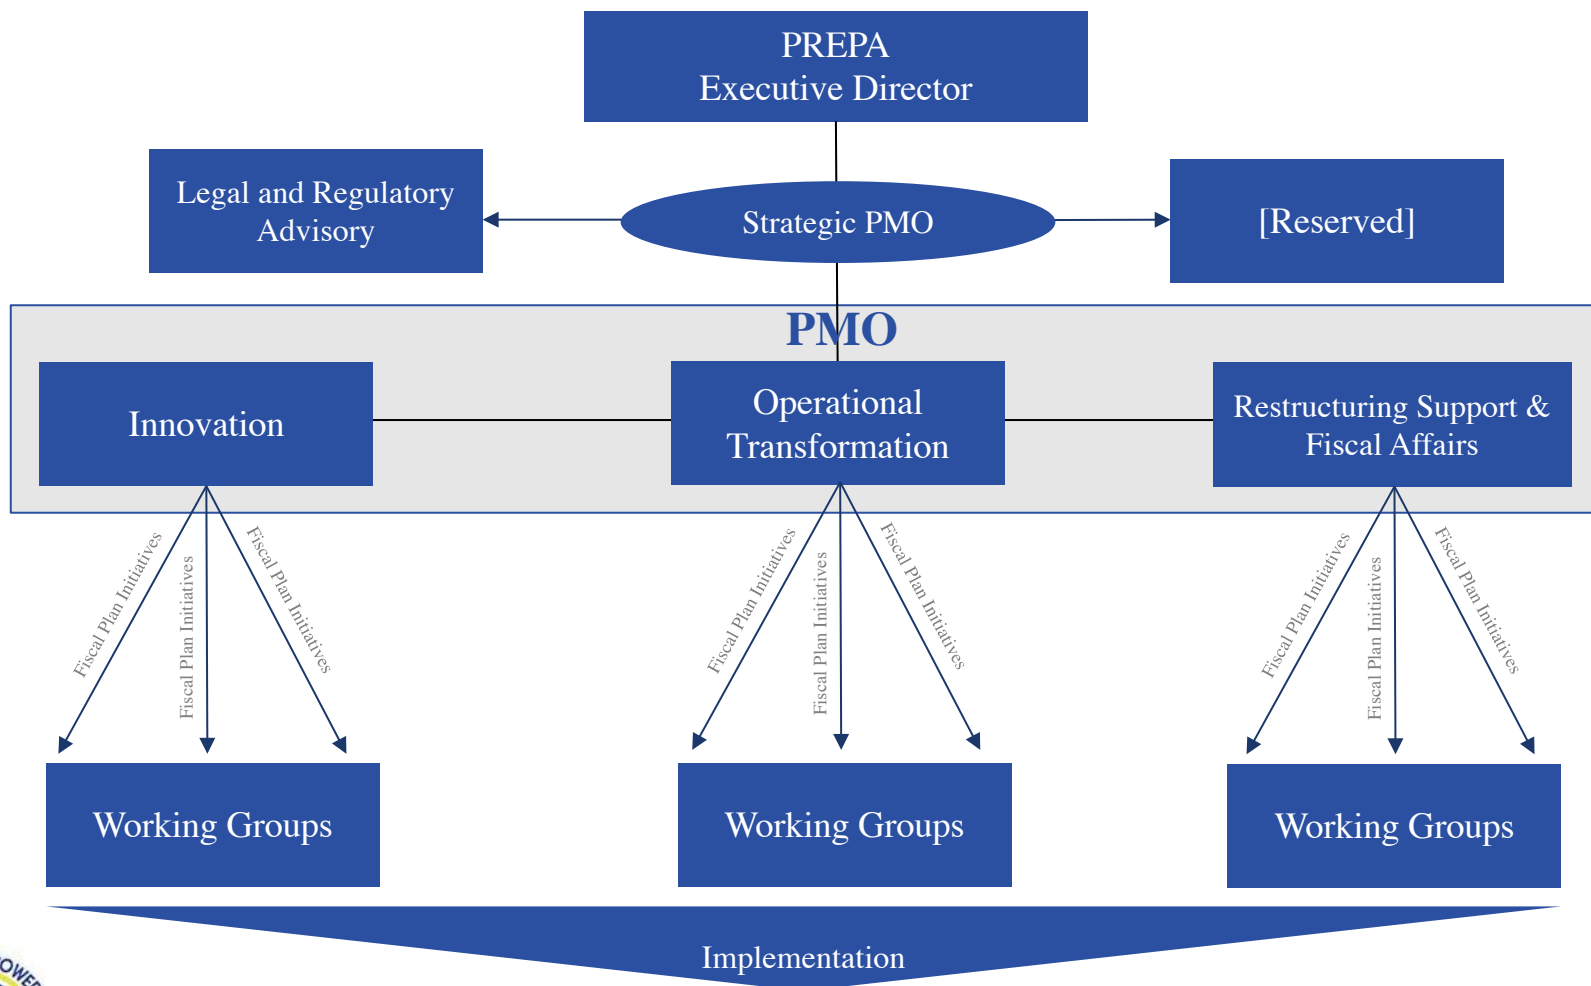 PREPA
Executive Director
Legal and Regulatory
Advisory
Strategic PMO
[Reserved]
PMO
Innovation
Operational
Transformation
Restructuring Support &
Fiscal Affairs
Fiscal Plan Initiatives
Fiscal Plan Initiatives
Fiscal Plan Initiatives
Fiscal Plan Initiatives
Fiscal Plan Initiatives
Fiscal Plan Initiatives
Fiscal Plan Initiatives
Fiscal Plan Initiatives
Fiscal Plan Initiatives
Working Groups
Working Groups
Working Groups
Implementation